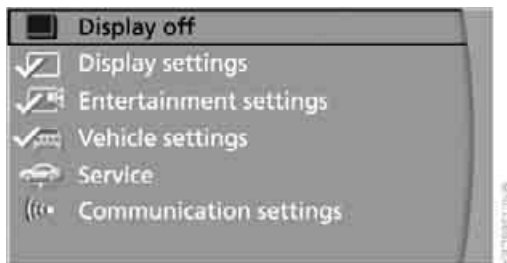 Display off
Display settings
Entertainment settings
Vehicle settings
Service
Communication settings